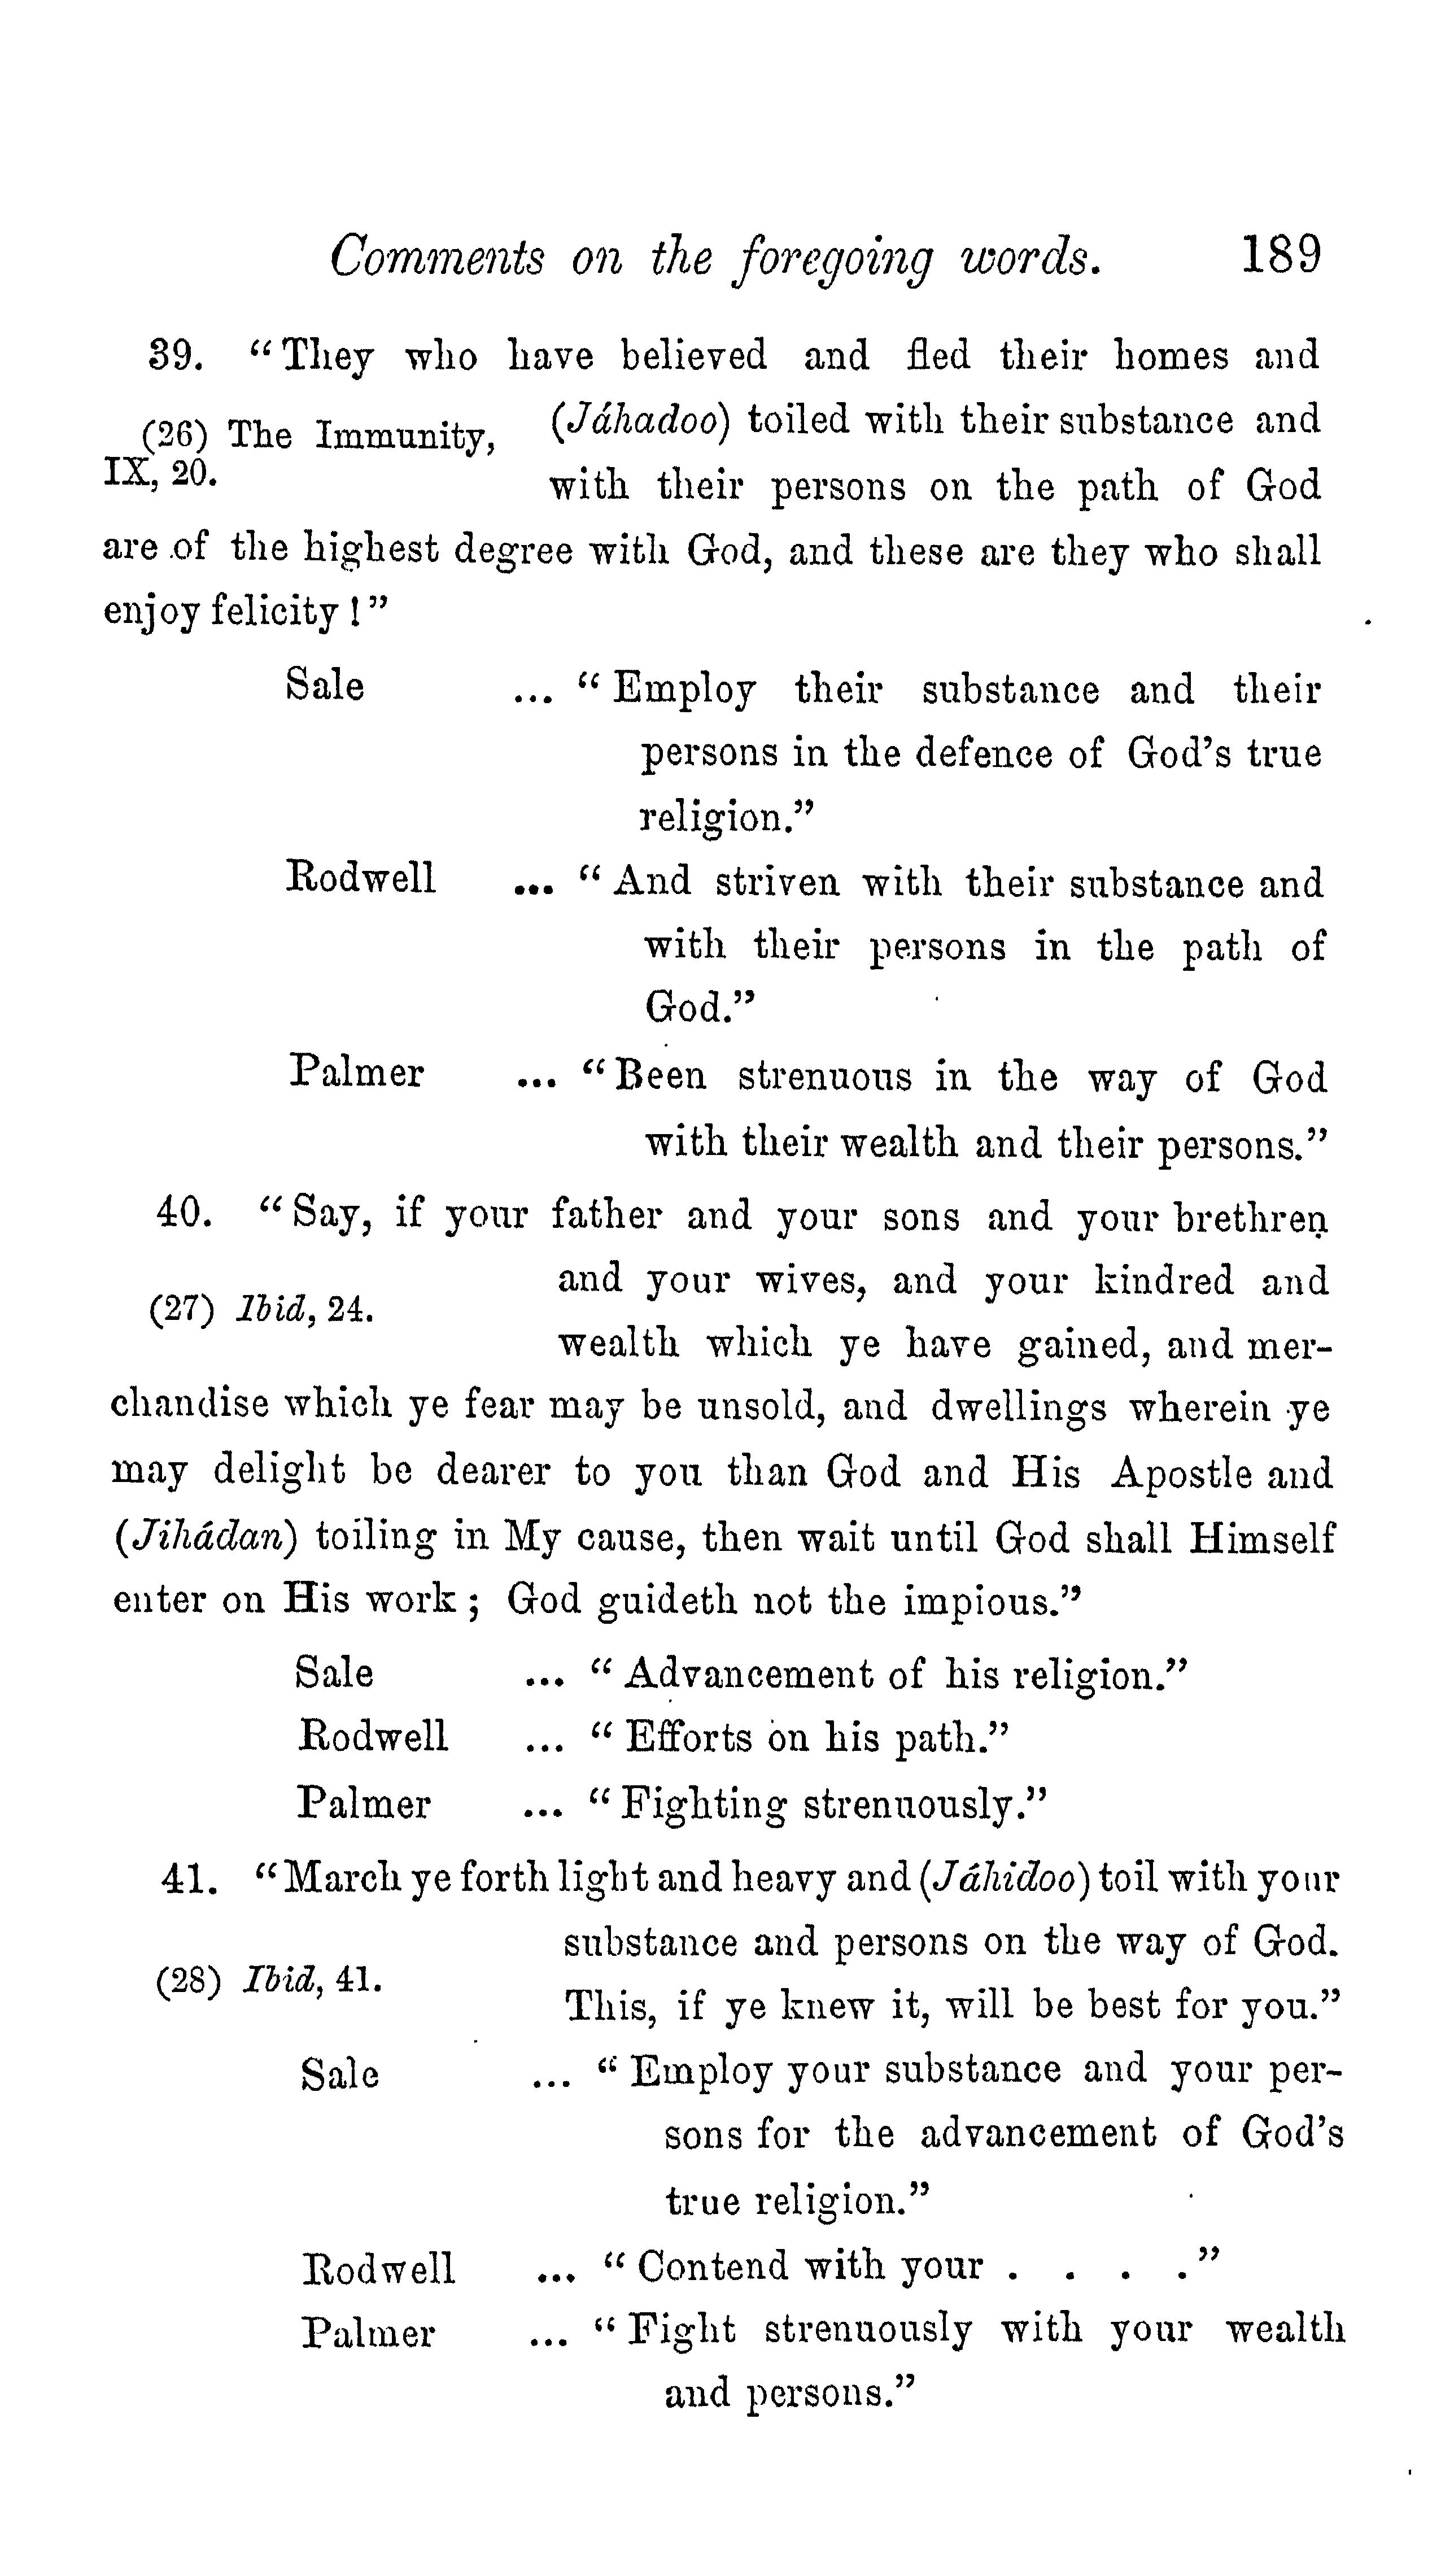 Comments on the foregoing words. 189
39. "They who have believed and fled their homes and
(26) The Immunity,
IX, 20.
(Jáhadoo) toiled with their substance and
with their persons on the path of God
are of the highest degree with God, and these are they who shall
enjoy felicity!"
Sale ... "Employ their substance and their
persons in the defence of God's true
religion."
Rodwell ... "And striven with their substance and
with their persons in the path of
God."
Palmer ... "Been strenuous in the way of God
with their wealth and their persons."
40. "Say, if your father and your sons and your brethren
(27) Ibid, 24.
and your wives, and your kindred and
wealth which ye have gained, and mer-
chandise which ye fear may be unsold, and dwellings wherein ye
may delight be dearer to you than God and His Apostle and
(Jihádan) toiling in My cause, then wait until God shall Himself
enter on His work; God guideth not the impious."
Sale ... "Advancement of his religion."
Rodwell ... "Efforts on his path."
Palmer ... "Fighting strenuously."
41. "March ye forth light and heavy and (Jáhidoo) toil with your
(28) Ibid, 41.
substance and persons on the way of God.
This, if ye knew it, will be best for you."
Sale ... "Employ your substance and your per-
sons for the advancement of God's
true religion."
Rodwell ... "Contend with your . . . ."
Palmer ... "Fight strenuously with your wealth
and persons."